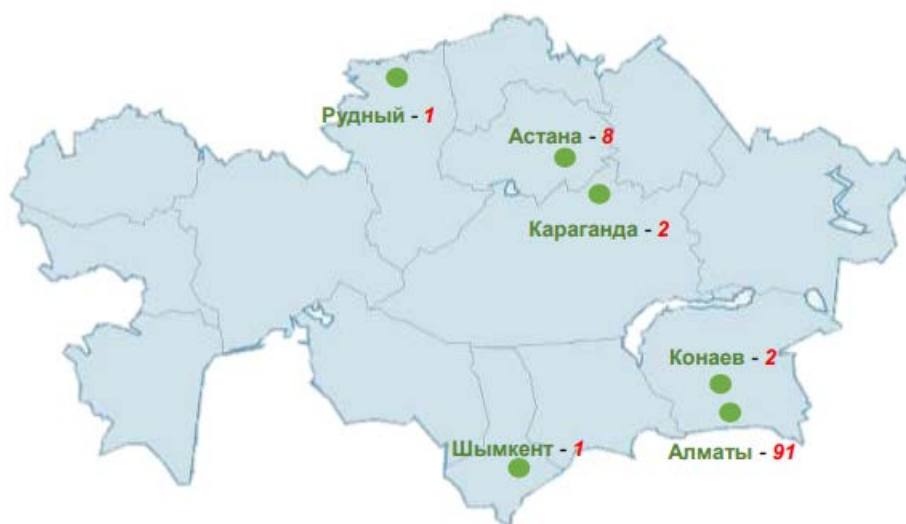 Рудный - 1
Астана - 8
Караганда - 2
Конаев - 2
Шымкент - 1
Алматы - 91